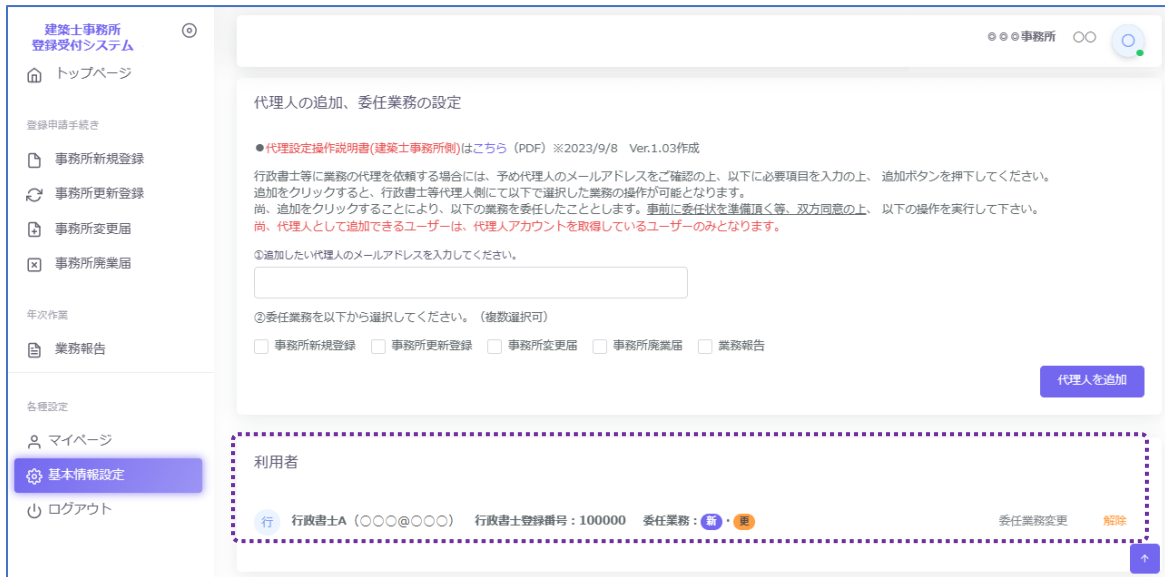 建築士事務所
登録受付システム
トップページ
登録申請手続き
事務所新規登録
事務所更新登録
事務所変更届
事務所廃業届
年次作業
業務報告
各種設定
マイページ
基本情報設定
ログアウト
◎◎◎事務所 〇〇 〇
代理人の追加、委任業務の設定
●代理設定操作説明書(建築士事務所側)はこちら（PDF）※2023/9/8 Ver.1.03作成
行政書士等に業務の代理を依頼する場合には、予め代理人のメールアドレスをご確認の上、以下に必要項目を入力の上、 追加ボタンを押下してください。
追加をクリックすると、行政書士等代理人側にて以下で選択した業務の操作が可能となります。
尚、追加をクリックすることにより、以下の業務を委任したこととします。事前に委任状を準備頂く等、双方同意の上、 以下の操作を実行して下さい。
尚、代理人として追加できるユーザーは、代理人アカウントを取得しているユーザーのみとなります。
①追加したい代理人のメールアドレスを入力してください。
②委任業務を以下から選択してください。（複数選択可）
事務所新規登録 事務所更新登録 事務所変更届 事務所廃業届 業務報告
代理人を追加
利用者
行 行政書士A（〇〇〇@〇〇〇） 行政書士登録番号：100000 委任業務：新・更 委任業務変更 解除